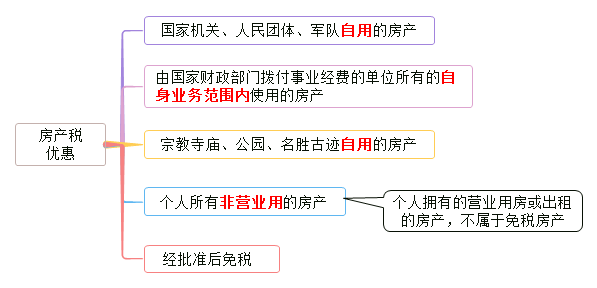 国家机关、人民团体、军队自用的房产
由国家财政部门拨付事业经费的单位所有的自
身业务范围内使用的房产
房产税
优惠
宗教寺庙、公园、名胜古迹自用的房产
个人所有非营业用的房产
个人拥有的营业用房或出租
的房产，不属于免税房产
经批准后免税